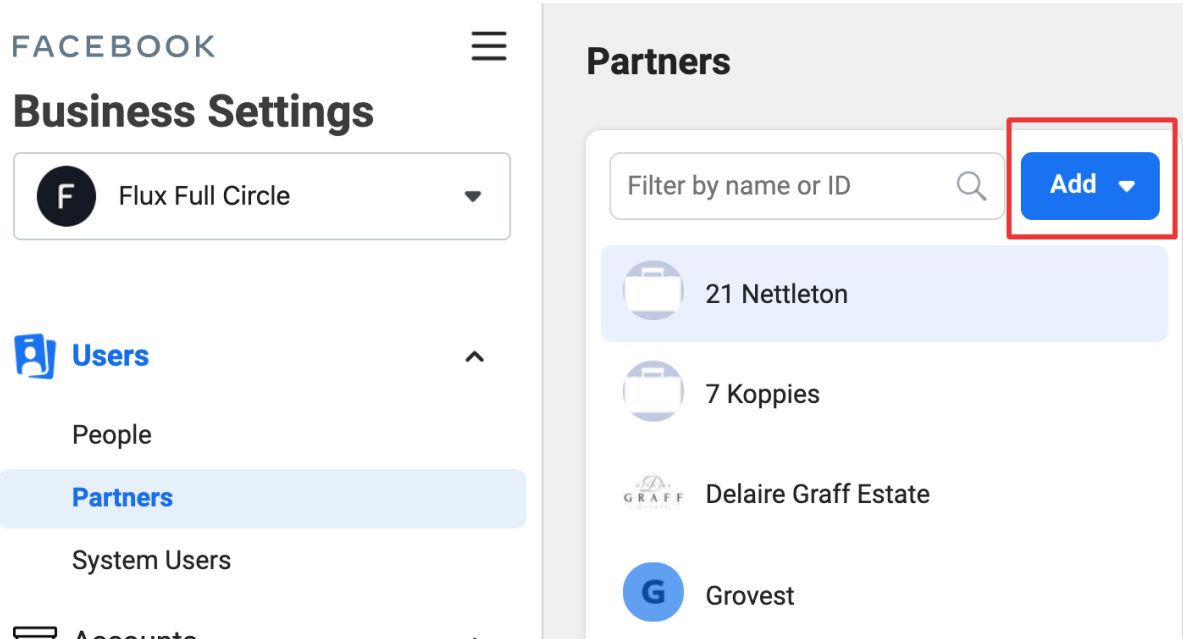 FACEBOOK
Business Settings
F
Flux Full Circle
Users
People
Partners
System Users
Accounts
Partners
Filter by name or ID
Add
21 Nettleton
7 Koppies
GRAFF
Delaire Graff Estate
G
Grovest